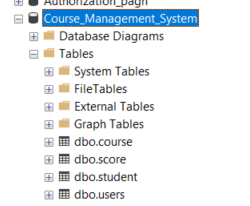 Authorization_pagh
Course_Management_System
Database Diagrams
Tables
System Tables
FileTables
External Tables
Graph Tables
dbo.course
dbo.score
dbo.student
dbo.users